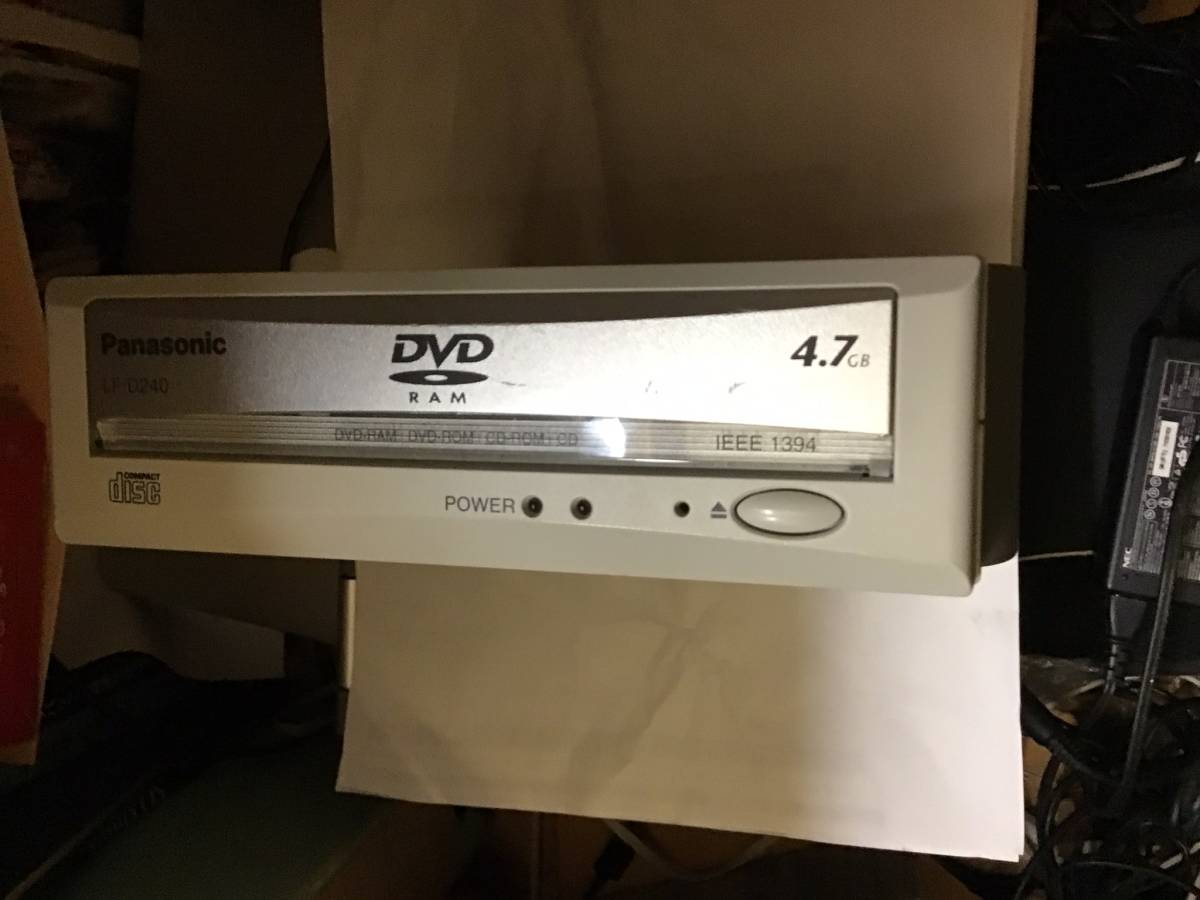 Panasonic
LF-D240
DVD
RAM
4.7GB
DVD-RAM | DVD-ROM | CD-ROM | CD
IEEE 1394
COMPACT
disc
POWER
NEC